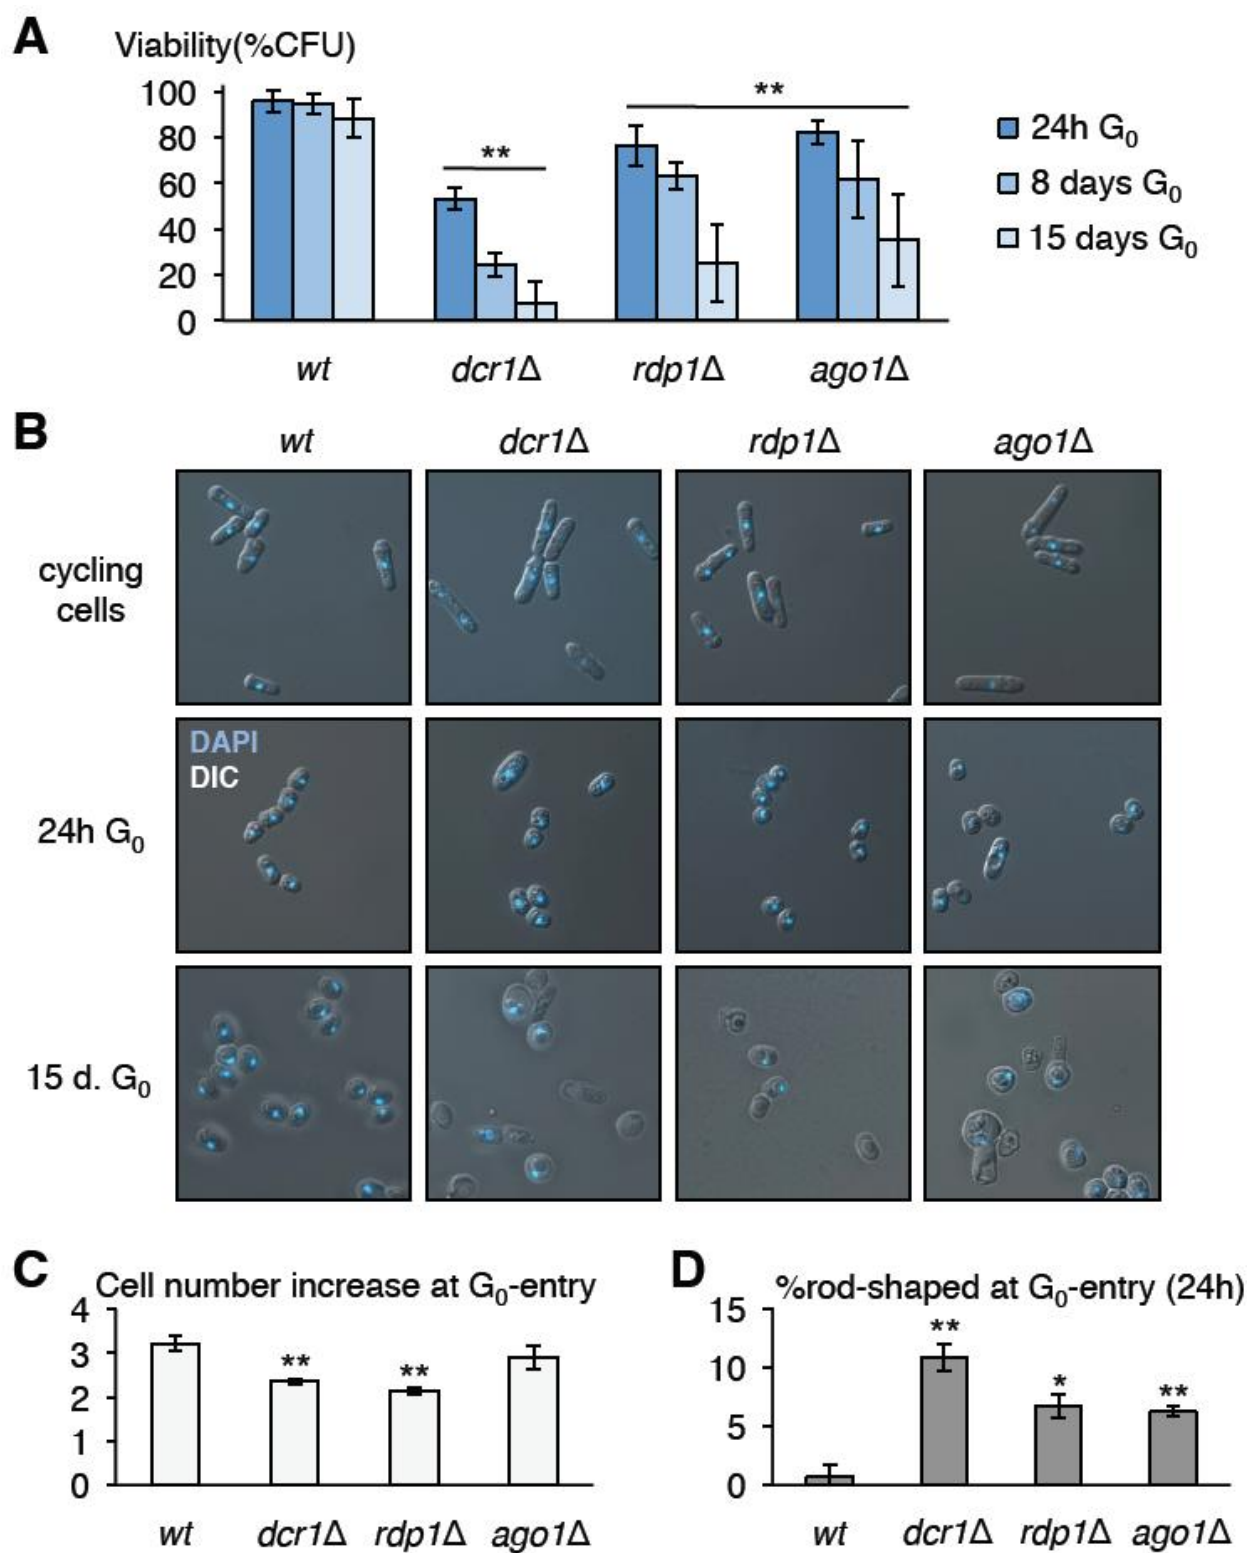 A
Viability(%CFU)
100
80
60
40
20
0
**
**
24h G₀
8 days G₀
15 days G₀
wt
dcr1Δ
rdp1Δ
ago1Δ
B
wt
dcr1Δ
rdp1Δ
ago1Δ
cycling
cells
DAPI
DIC
24h G₀
15 d. G₀
C
Cell number increase at G₀-entry
4
3
2
1
0
**
**
wt
dcr1Δ
rdp1Δ
ago1Δ
D
%rod-shaped at G₀-entry (24h)
15
10
5
0
**
*
**
wt
dcr1Δ
rdp1Δ
ago1Δ